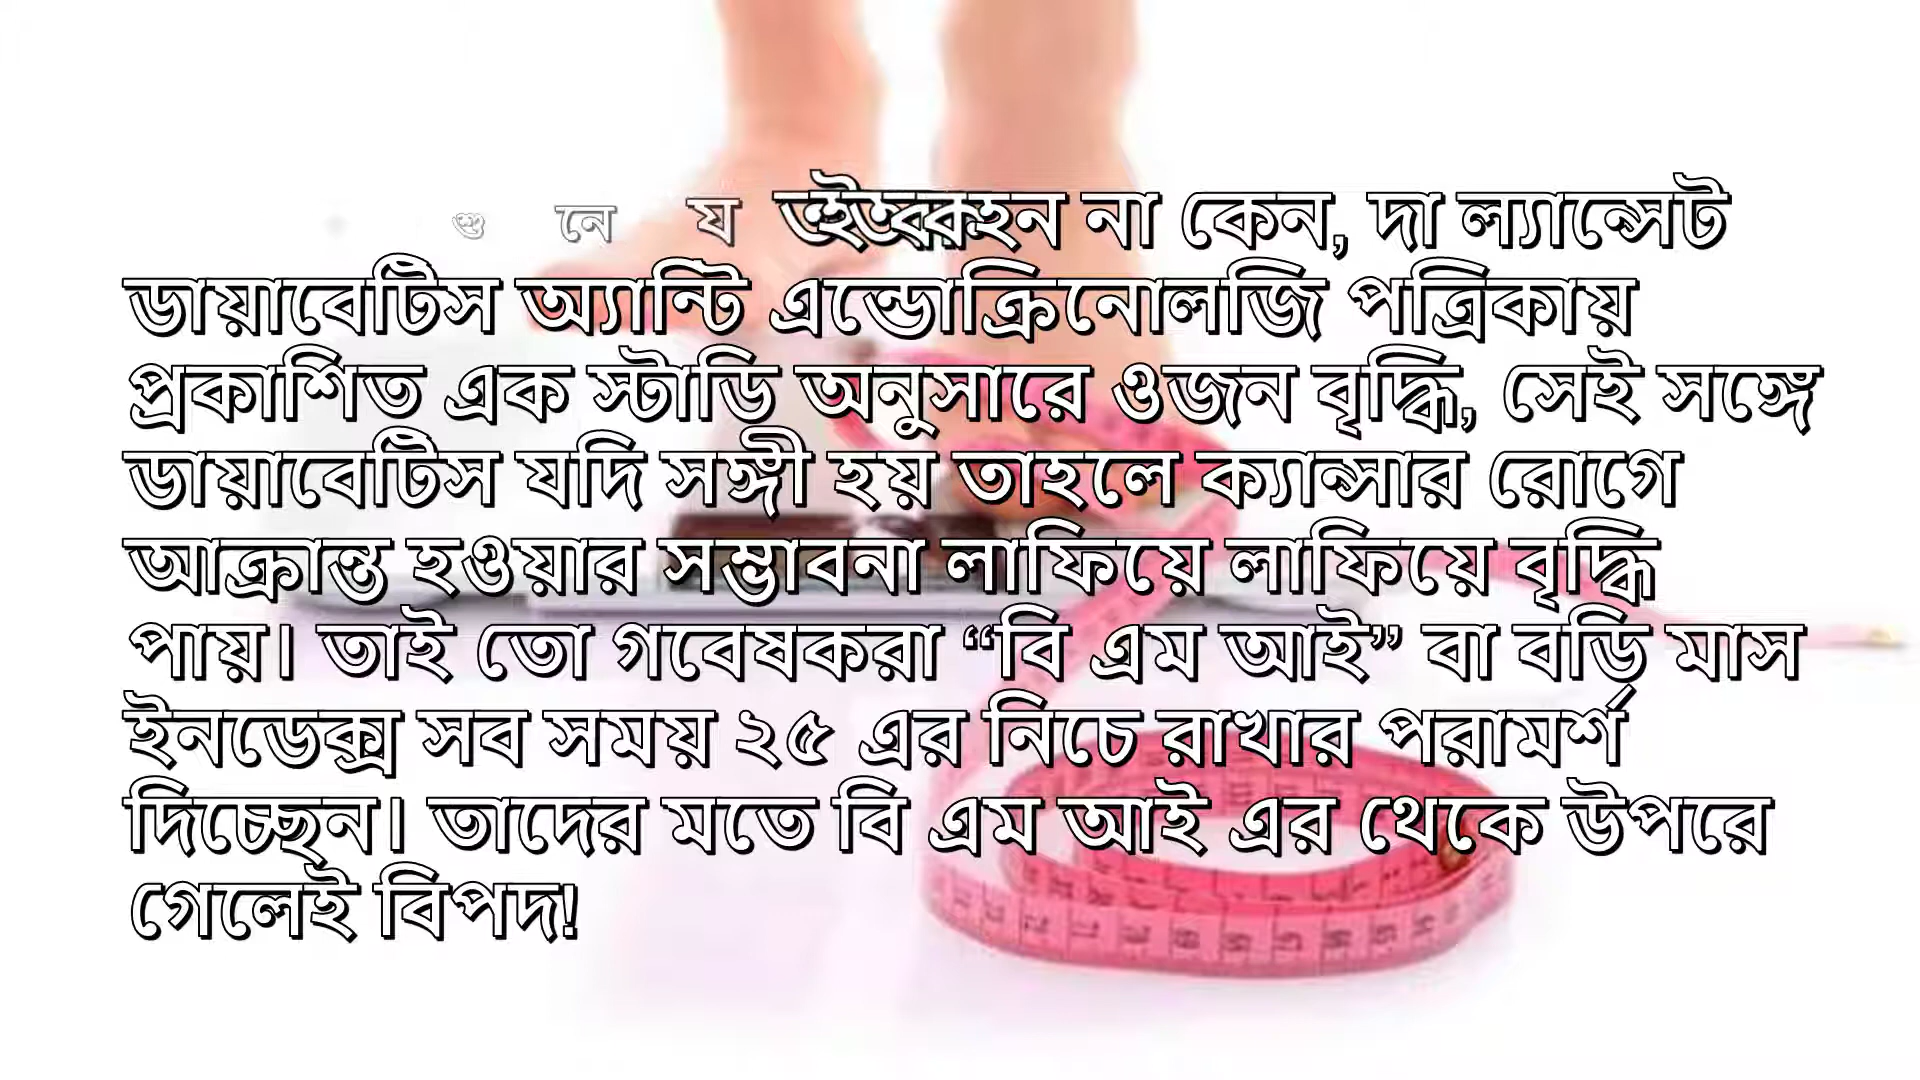 শুনে য না কেন, দা ল্যান্সেট
ডায়াবেটিস অ্যান্টি এন্ডোক্রিনোলজি পত্রিকায়
প্রকাশিত এক স্টাডি অনুসারে ওজন বৃদ্ধি, সেই সঙ্গে
ডায়াবেটিস যদি সঙ্গী হয় তাহলে ক্যান্সার রোগে
আক্রান্ত হওয়ার সম্ভাবনা লাফিয়ে লাফিয়ে বৃদ্ধি
পায়। তাই তো গবেষকরা “বি এম আই” বা বডি মাস
ইনডেক্স সব সময় ২৫ এর নিচে রাখার পরামর্শ
দিচ্ছেন। তাদের মতে বি এম আই এর থেকে উপরে
গেলেই বিপদ!